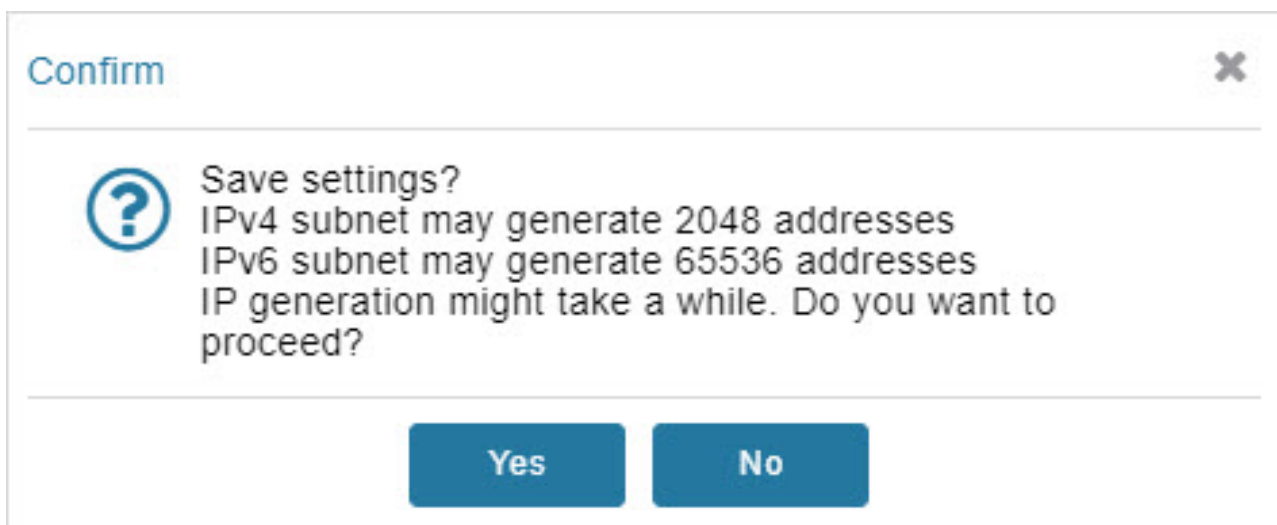 Confirm
Save settings?
IPv4 subnet may generate 2048 addresses
IPv6 subnet may generate 65536 addresses
IP generation might take a while. Do you want to
proceed?
Yes No